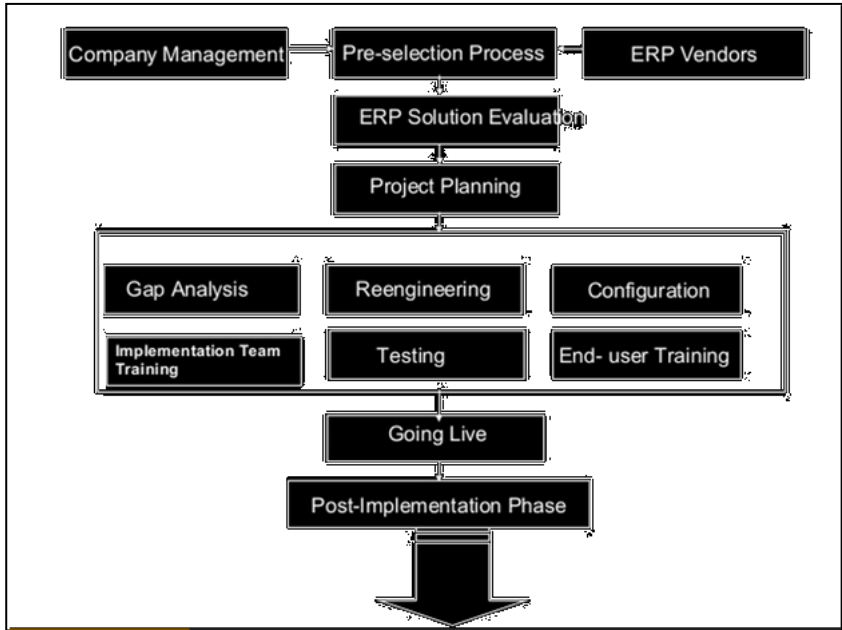 Company Management
Pre-selection Process
ERP Vendors
ERP Solution Evaluation
Project Planning
Gap Analysis
Reengineering
Configuration
Implementation Team
Training
Testing
End- user Training
Going Live
Post-Implementation Phase